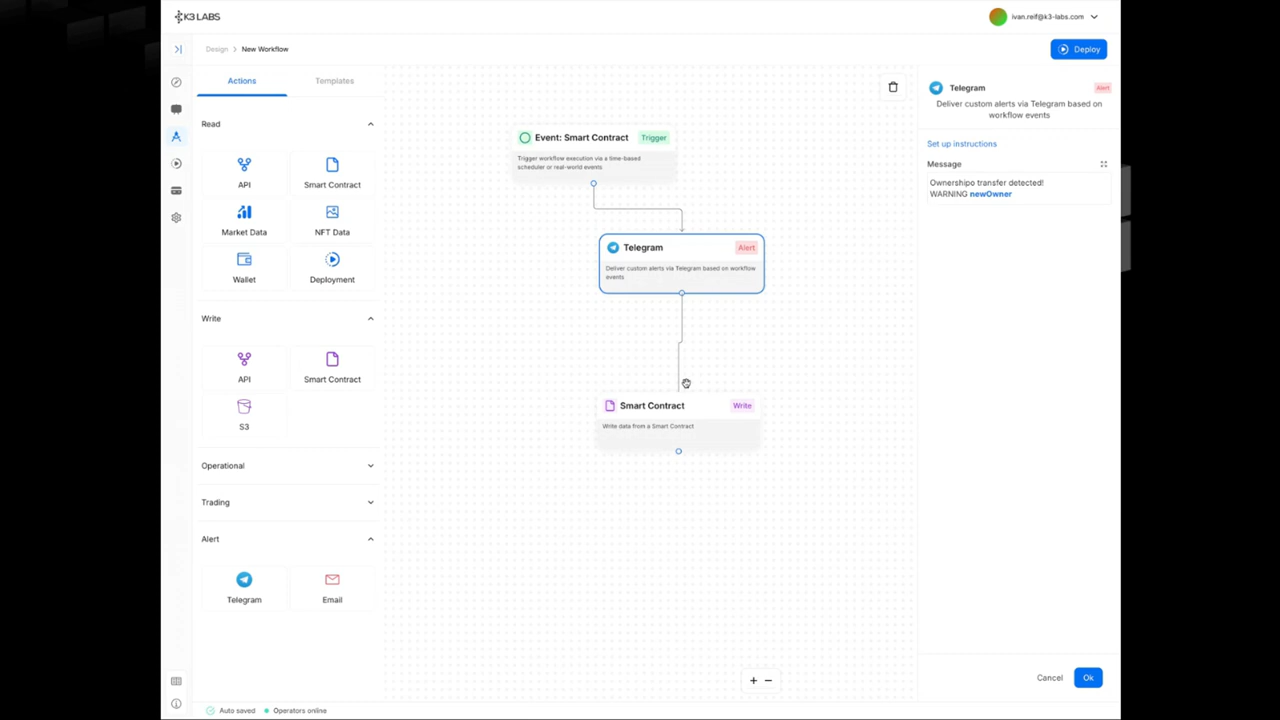 K3 LABS
ivan.reif@k3-labs.com
Design > New Workflow
Deploy
Actions
Templates
Read
API
Smart Contract
Market Data
NFT Data
Wallet
Deployment
Write
API
Smart Contract
S3
Operational
Trading
Alert
Telegram
Email
Event: Smart Contract
Trigger
Trigger workflow execution via a time-based
scheduler or real-world events
Telegram
Alert
Deliver custom alerts via Telegram based on workflow
events
Smart Contract
Write
Write data from a Smart Contract
Telegram
Alert
Deliver custom alerts via Telegram based on
workflow events
Set up instructions
Message
Ownershipo transfer detected!
WARNING newOwner
Cancel
Ok
Auto saved
Operators online